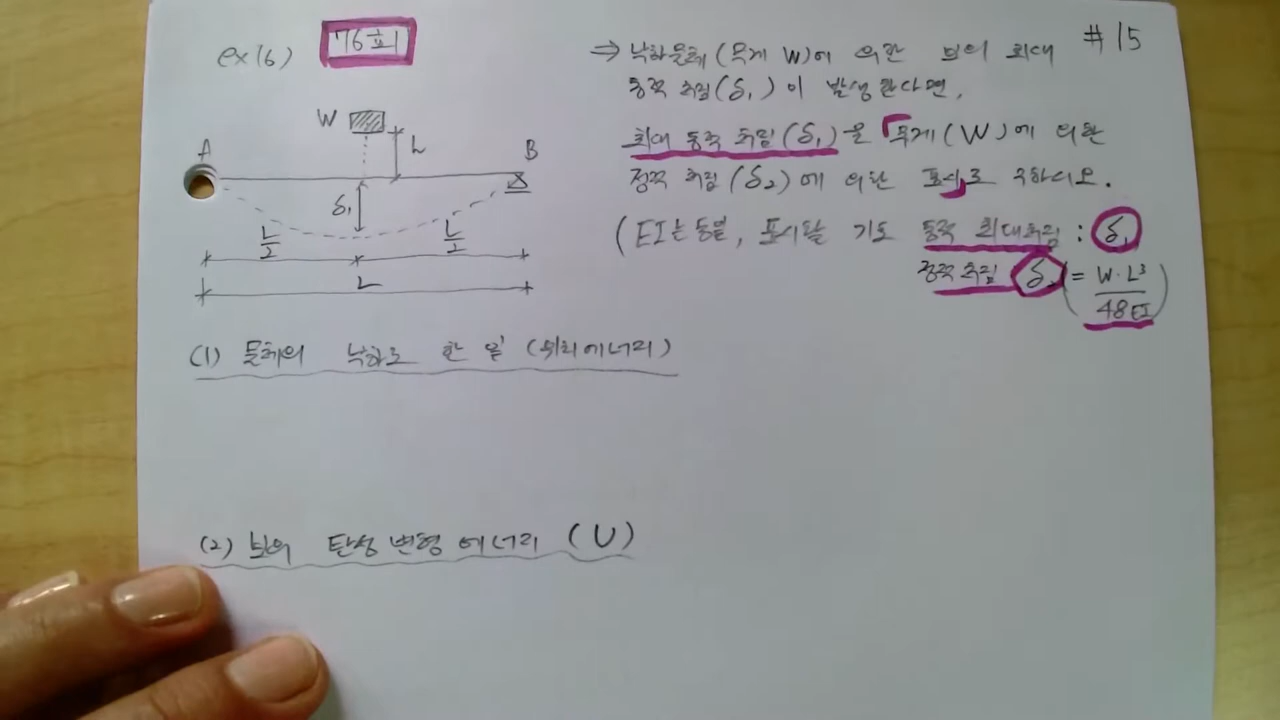 ex16) 76회
#15
⇒ 낙하물체(무게 W)에 의한 보의 최대
동적 처짐(δ₁)이 발생한다면,
최대 동적 처짐(δ₁)을 「무게(W)에 의한
정적 처짐(δ₂)에 의한 표시」로 구하시오.
(EI는 동일, 표시할 기호 동적 최대처짐 : δ₁
정적 처짐 δ₂ (= W·L³/48EI)
W
h
A
B
δ₁
L/2 L/2
L
(1) 물체의 낙하로 한 일 (위치에너지)
(2) 보의 탄성변형에너지 (U)